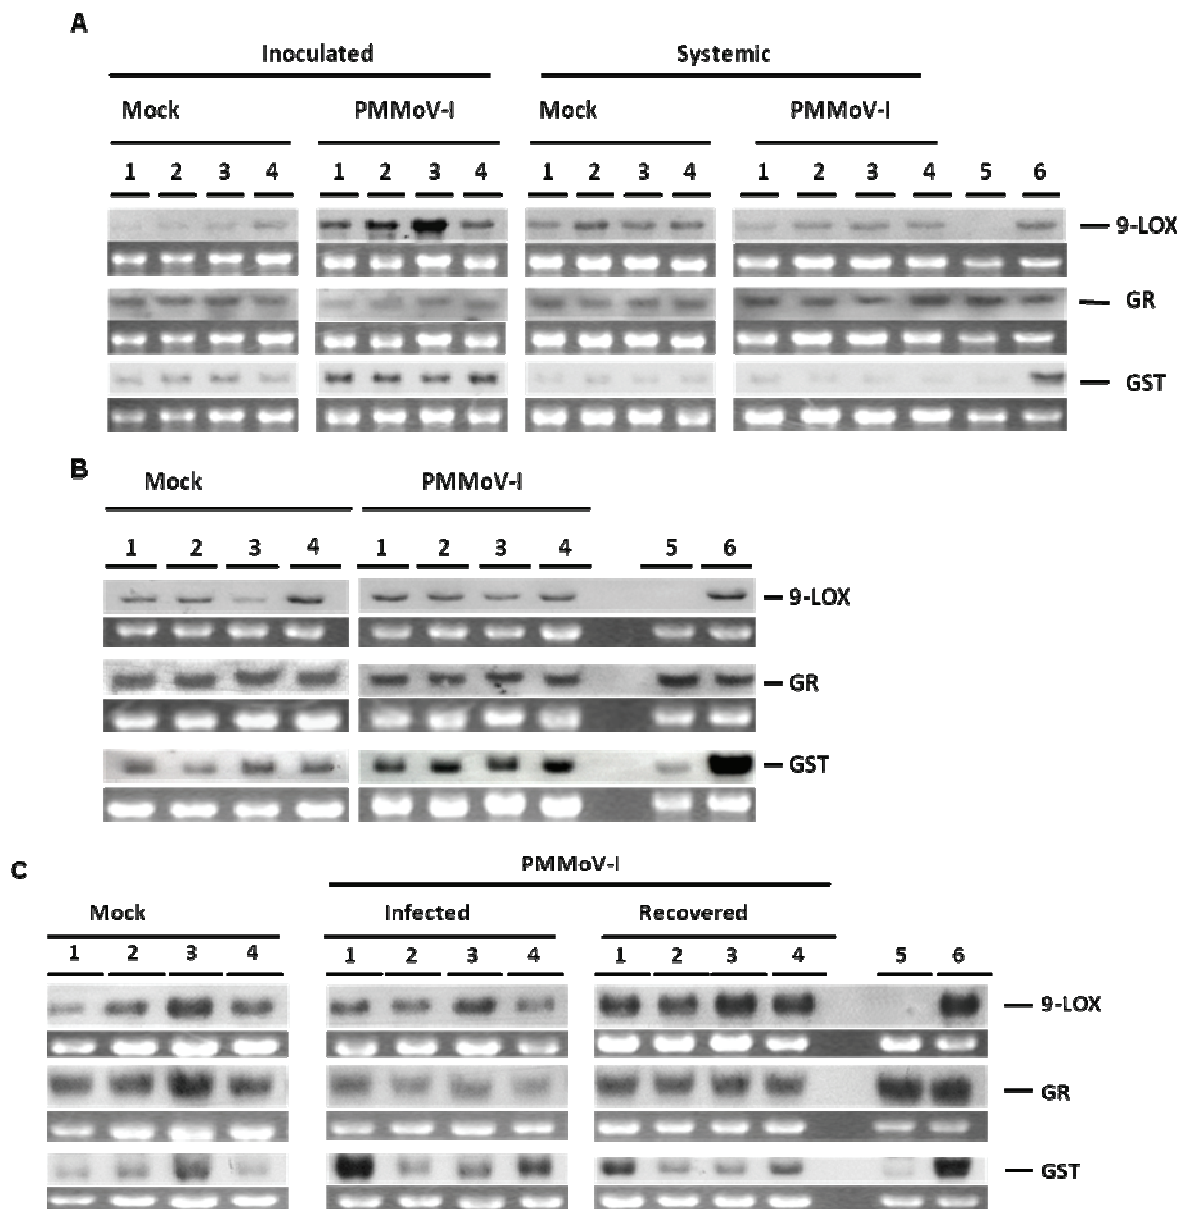 A
Inoculated Systemic
Mock PMMoV-I Mock PMMoV-I
1 2 3 4 1 2 3 4 1 2 3 4 1 2 3 4 5 6
9-LOX
GR
GST
B
Mock PMMoV-I
1 2 3 4 1 2 3 4 5 6
9-LOX
GR
GST
PMMoV-I
C
Mock Infected Recovered
1 2 3 4 1 2 3 4 1 2 3 4 5 6
9-LOX
GR
GST